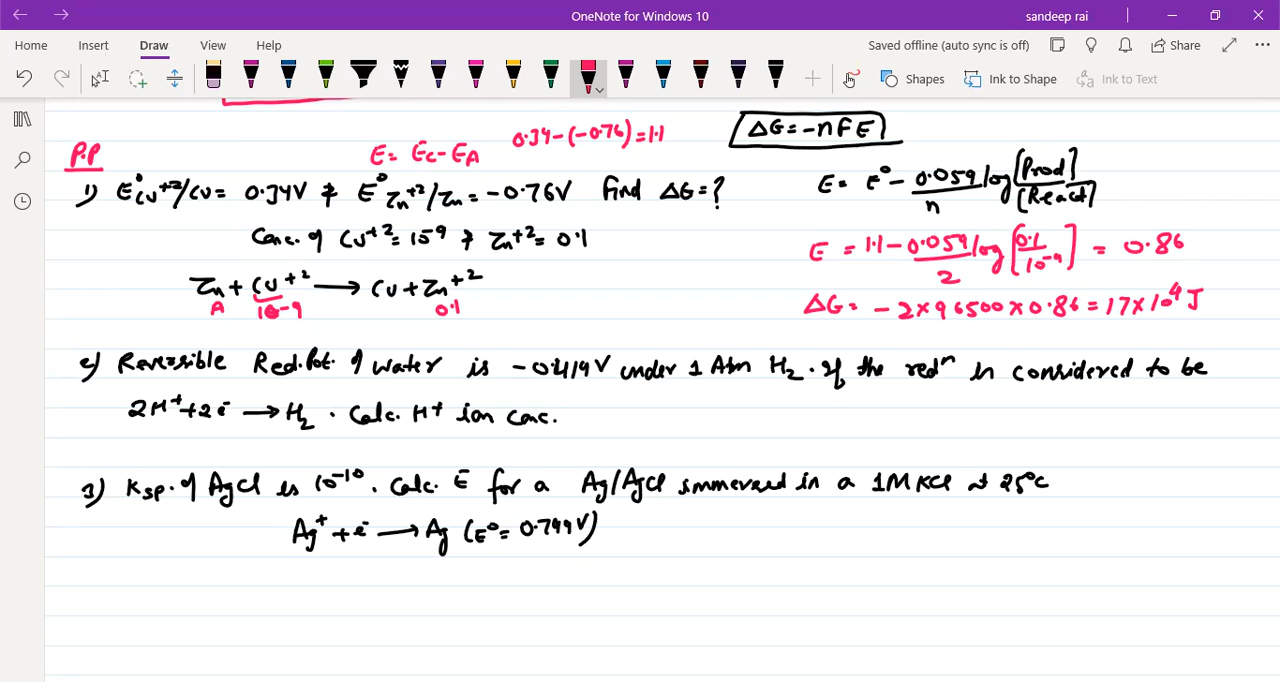 OneNote for Windows 10
sandeep rai
Home Insert Draw View Help
Saved offline (auto sync is off) Share
Shapes Ink to Shape Ink to Text
P.P
E = EC - EA
0.34-(-0.76)=1.1
ΔG = -nFE
1) E° Cu+2/Cu = 0.34V & E° Zn+2/Zn = -0.76V Find ΔG = ?
E = E° - 0.059/n log [Prod]/[React]
Conc. of Cu+2 = 10-9 & Zn+2 = 0.1
E = 1.1 - 0.059/2 log [0.1/10-9] = 0.86
Zn + Cu+2 → Cu + Zn+2
A 10-9 0.1
ΔG = -2×96500×0.86 = 17×10^4 J
2) Reversible Red. Pot. of water is -0.414V under 1 Atm H2. If the redn in considered to be
2H+ + 2e- → H2. Calc. H+ ion conc.
3) Ksp. of AgCl is 10-10. Calc. E for a Ag/AgCl immersed in a 1M KCl at 25°C
Ag+ + e- → Ag (E° = 0.799V)